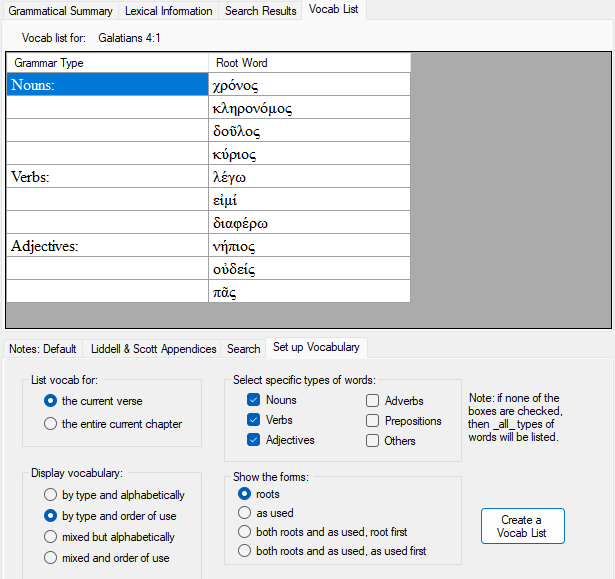 Grammatical Summary Lexical Information Search Results Vocab List
Vocab list for: Galatians 4:1
Grammar Type Root Word
Nouns: χρόνος
κληρονόμος
δοῦλος
κύριος
Verbs: λέγω
εἰμί
διαφέρω
Adjectives: νήπιος
οὐδείς
πᾶς
Notes: Default Liddell & Scott Appendices Search Set up Vocabulary
List vocab for:
the current verse
the entire current chapter
Display vocabulary:
by type and alphabetically
by type and order of use
mixed but alphabetically
mixed and order of use
Select specific types of words:
Nouns Adverbs
Verbs Prepositions
Adjectives Others
Show the forms:
roots
as used
both roots and as used, root first
both roots and as used, as used first
Note: if none of the
boxes are checked,
then _all_ types of
words will be listed.
Create a
Vocab List